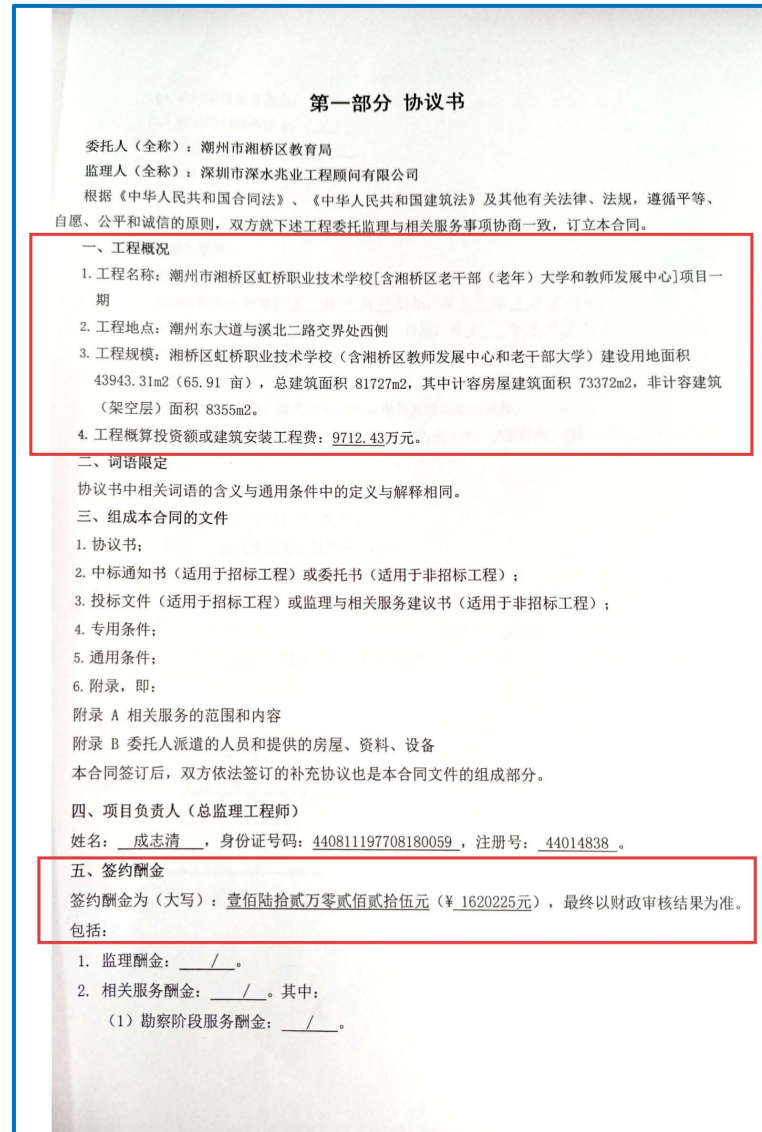 第一部分 协议书
委托人（全称）：潮州市湘桥区教育局
监理人（全称）：深圳市深水兆业工程顾问有限公司
根据《中华人民共和国合同法》、《中华人民共和国建筑法》及其他有关法律、法规，遵循平等、
自愿、公平和诚信的原则，双方就下述工程委托监理与相关服务事项协商一致，订立本合同。
一、工程概况
1. 工程名称：潮州市湘桥区虹桥职业技术学校[含湘桥区老干部（老年）大学和教师发展中心]项目一
期
2. 工程地点：潮州东大道与溪北二路交界处西侧
3. 工程规模：湘桥区虹桥职业技术学校（含湘桥区教师发展中心和老干部大学）建设用地面积
43943.31m2（65.91 亩），总建筑面积 81727m2，其中计容房屋建筑面积 73372m2，非计容建筑
（架空层）面积 8355m2。
4. 工程概算投资额或建筑安装工程费：9712.43万元。
二、词语限定
协议书中相关词语的含义与通用条件中的定义与解释相同。
三、组成本合同的文件
1. 协议书；
2. 中标通知书（适用于招标工程）或委托书（适用于非招标工程）；
3. 投标文件（适用于招标工程）或监理与相关服务建议书（适用于非招标工程）；
4. 专用条件；
5. 通用条件；
6. 附录，即：
附录 A 相关服务的范围和内容
附录 B 委托人派遣的人员和提供的房屋、资料、设备
本合同签订后，双方依法签订的补充协议也是本合同文件的组成部分。
四、项目负责人（总监理工程师）
姓名： 成志清 ，身份证号码：440811197708180059，注册号： 44014838 。
五、签约酬金
签约酬金为（大写）：壹佰陆拾贰万零贰佰贰拾伍元（¥ 1620225元），最终以财政审核结果为准。
包括：
1. 监理酬金： / 。
2. 相关服务酬金： / 。其中：
（1）勘察阶段服务酬金： / 。